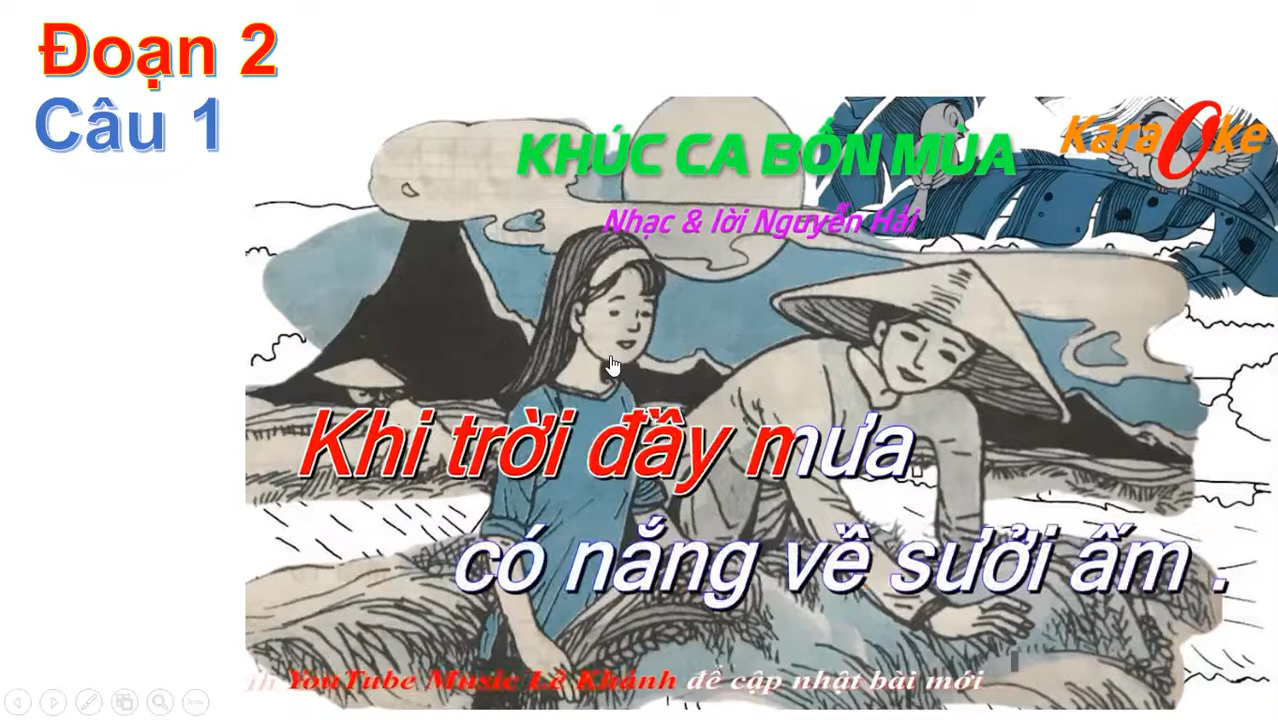 Đoạn 2
Câu 1
KaraOke
KHÚC CA BỐN MÙA
Nhạc & lời Nguyễn Hải
Khi trời đầy mưa
có nắng về sưởi ấm .
YouTube Music Lê Khánh để cập nhật bài mới